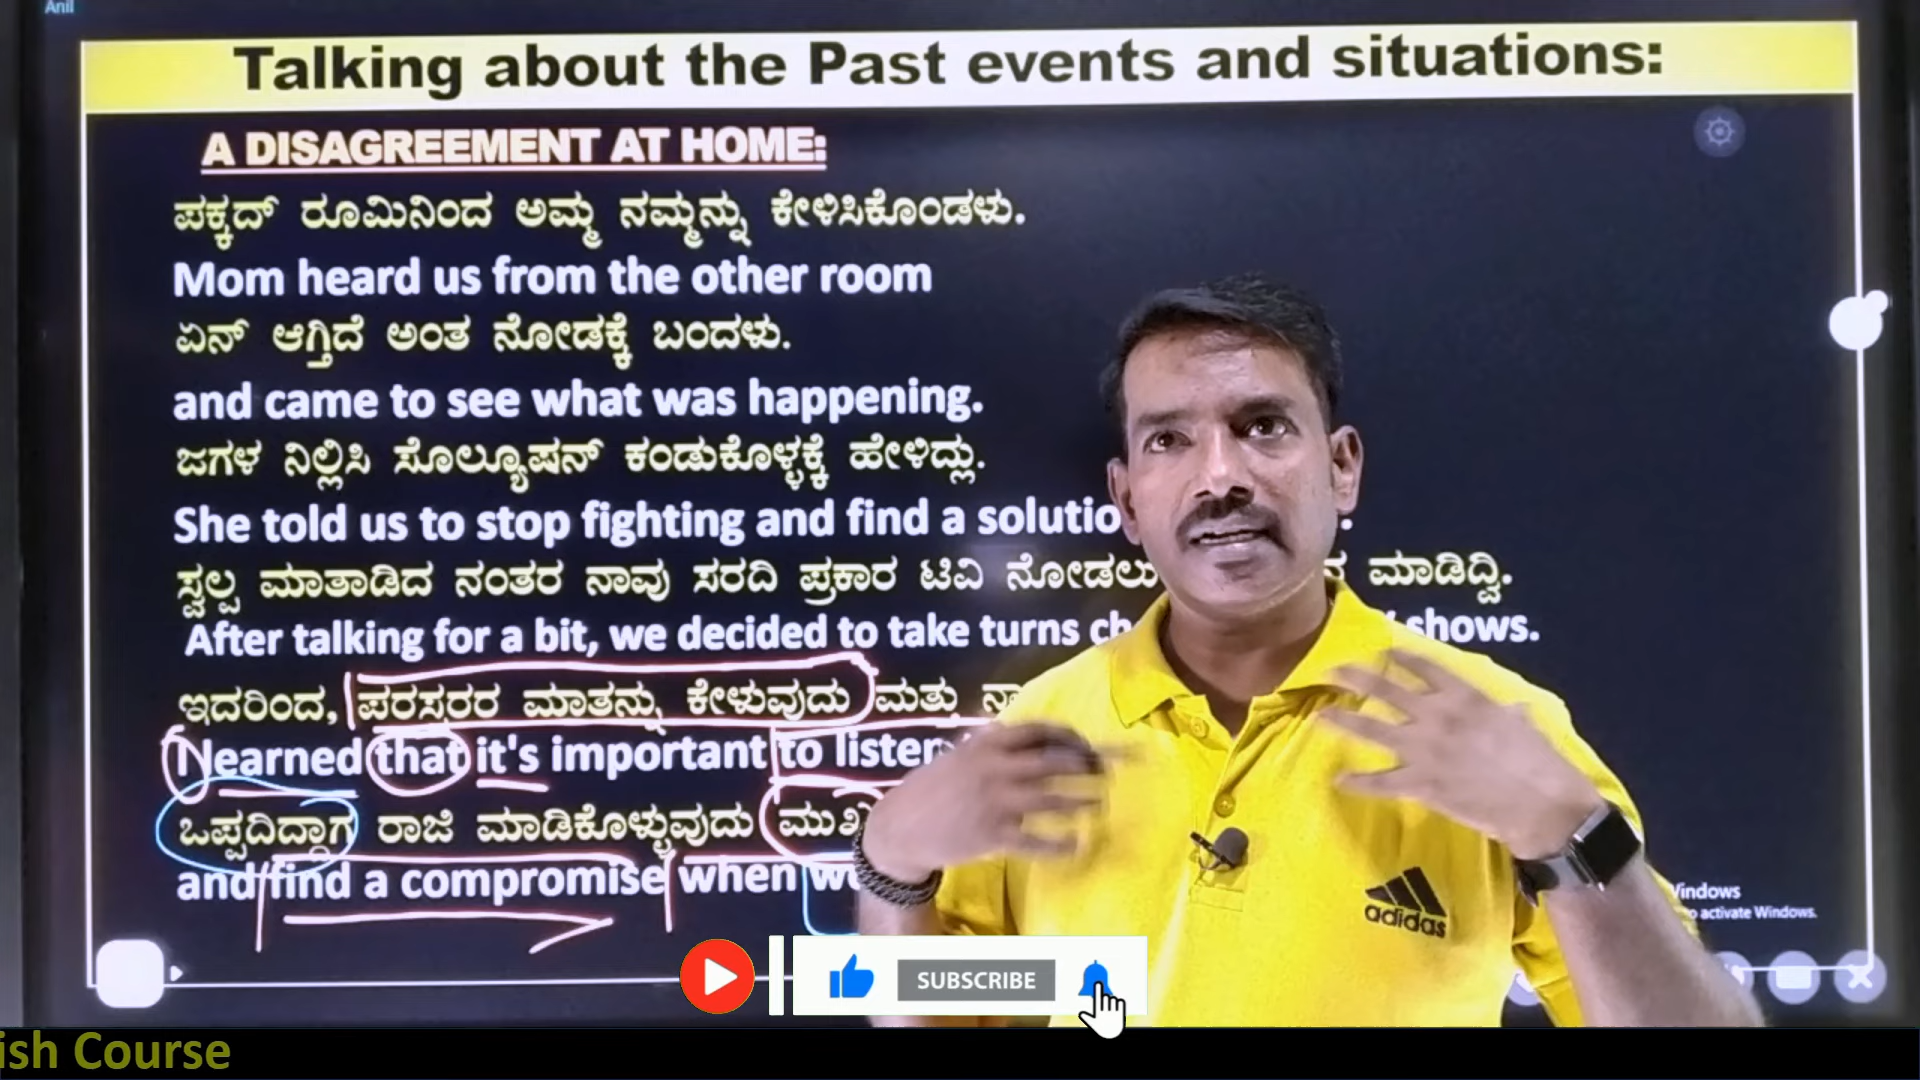 Anil
Talking about the Past events and situations:
A DISAGREEMENT AT HOME:
ಪಕ್ಕದ್ ರೂಮಿನಿಂದ ಅಮ್ಮ ನಮ್ಮನ್ನು ಕೇಳಿಸಿಕೊಂಡಳು.
Mom heard us from the other room
ಏನ್ ಆಗ್ತಿದೆ ಅಂತ ನೋಡಕ್ಕೆ ಬಂದಳು.
and came to see what was happening.
ಜಗಳ ನಿಲ್ಲಿಸಿ ಸೊಲ್ಯೂಷನ್ ಕಂಡುಕೊಳ್ಳಕ್ಕೆ ಹೇಳಿದ್ಲು.
She told us to stop fighting and find a
ಸ್ವಲ್ಪ ಮಾತಾಡಿದ ನಂತರ ನಾವು ಸರದಿ ಪ್ರಕಾರ ಟಿವಿ ನೋಡಲು ಮಾಡಿದ್ವಿ.
After talking for a bit, we decided to take turns shows.
ಇದರಿಂದ, ಪರಸ್ಪರರ ಮಾತನ್ನು ಕೇಳುವುದು ಮತ್ತು
I learned that it's important to listen
ಒಪ್ಪದಿದ್ದಾಗ ರಾಜಿ ಮಾಡಿಕೊಳ್ಳುವುದು
and find a compromise when
adidas
Windows
to activate Windows.
SUBSCRIBE
ish Course